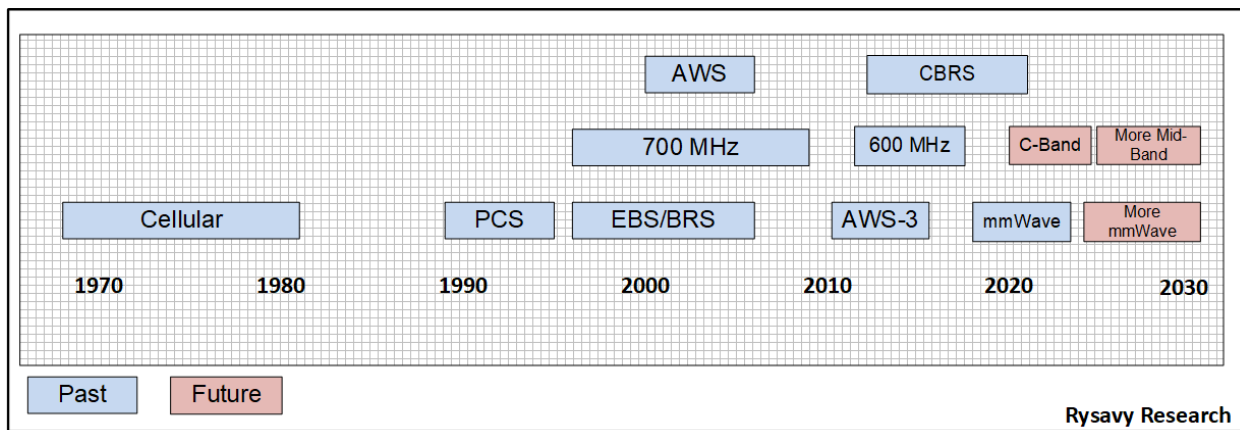 AWS
CBRS
700 MHz
600 MHz
C-Band
More Mid-
Band
Cellular
PCS
EBS/BRS
AWS-3
mmWave
More
mmWave
1970
1980
1990
2000
2010
2020
2030
Past
Future
Rysavy Research